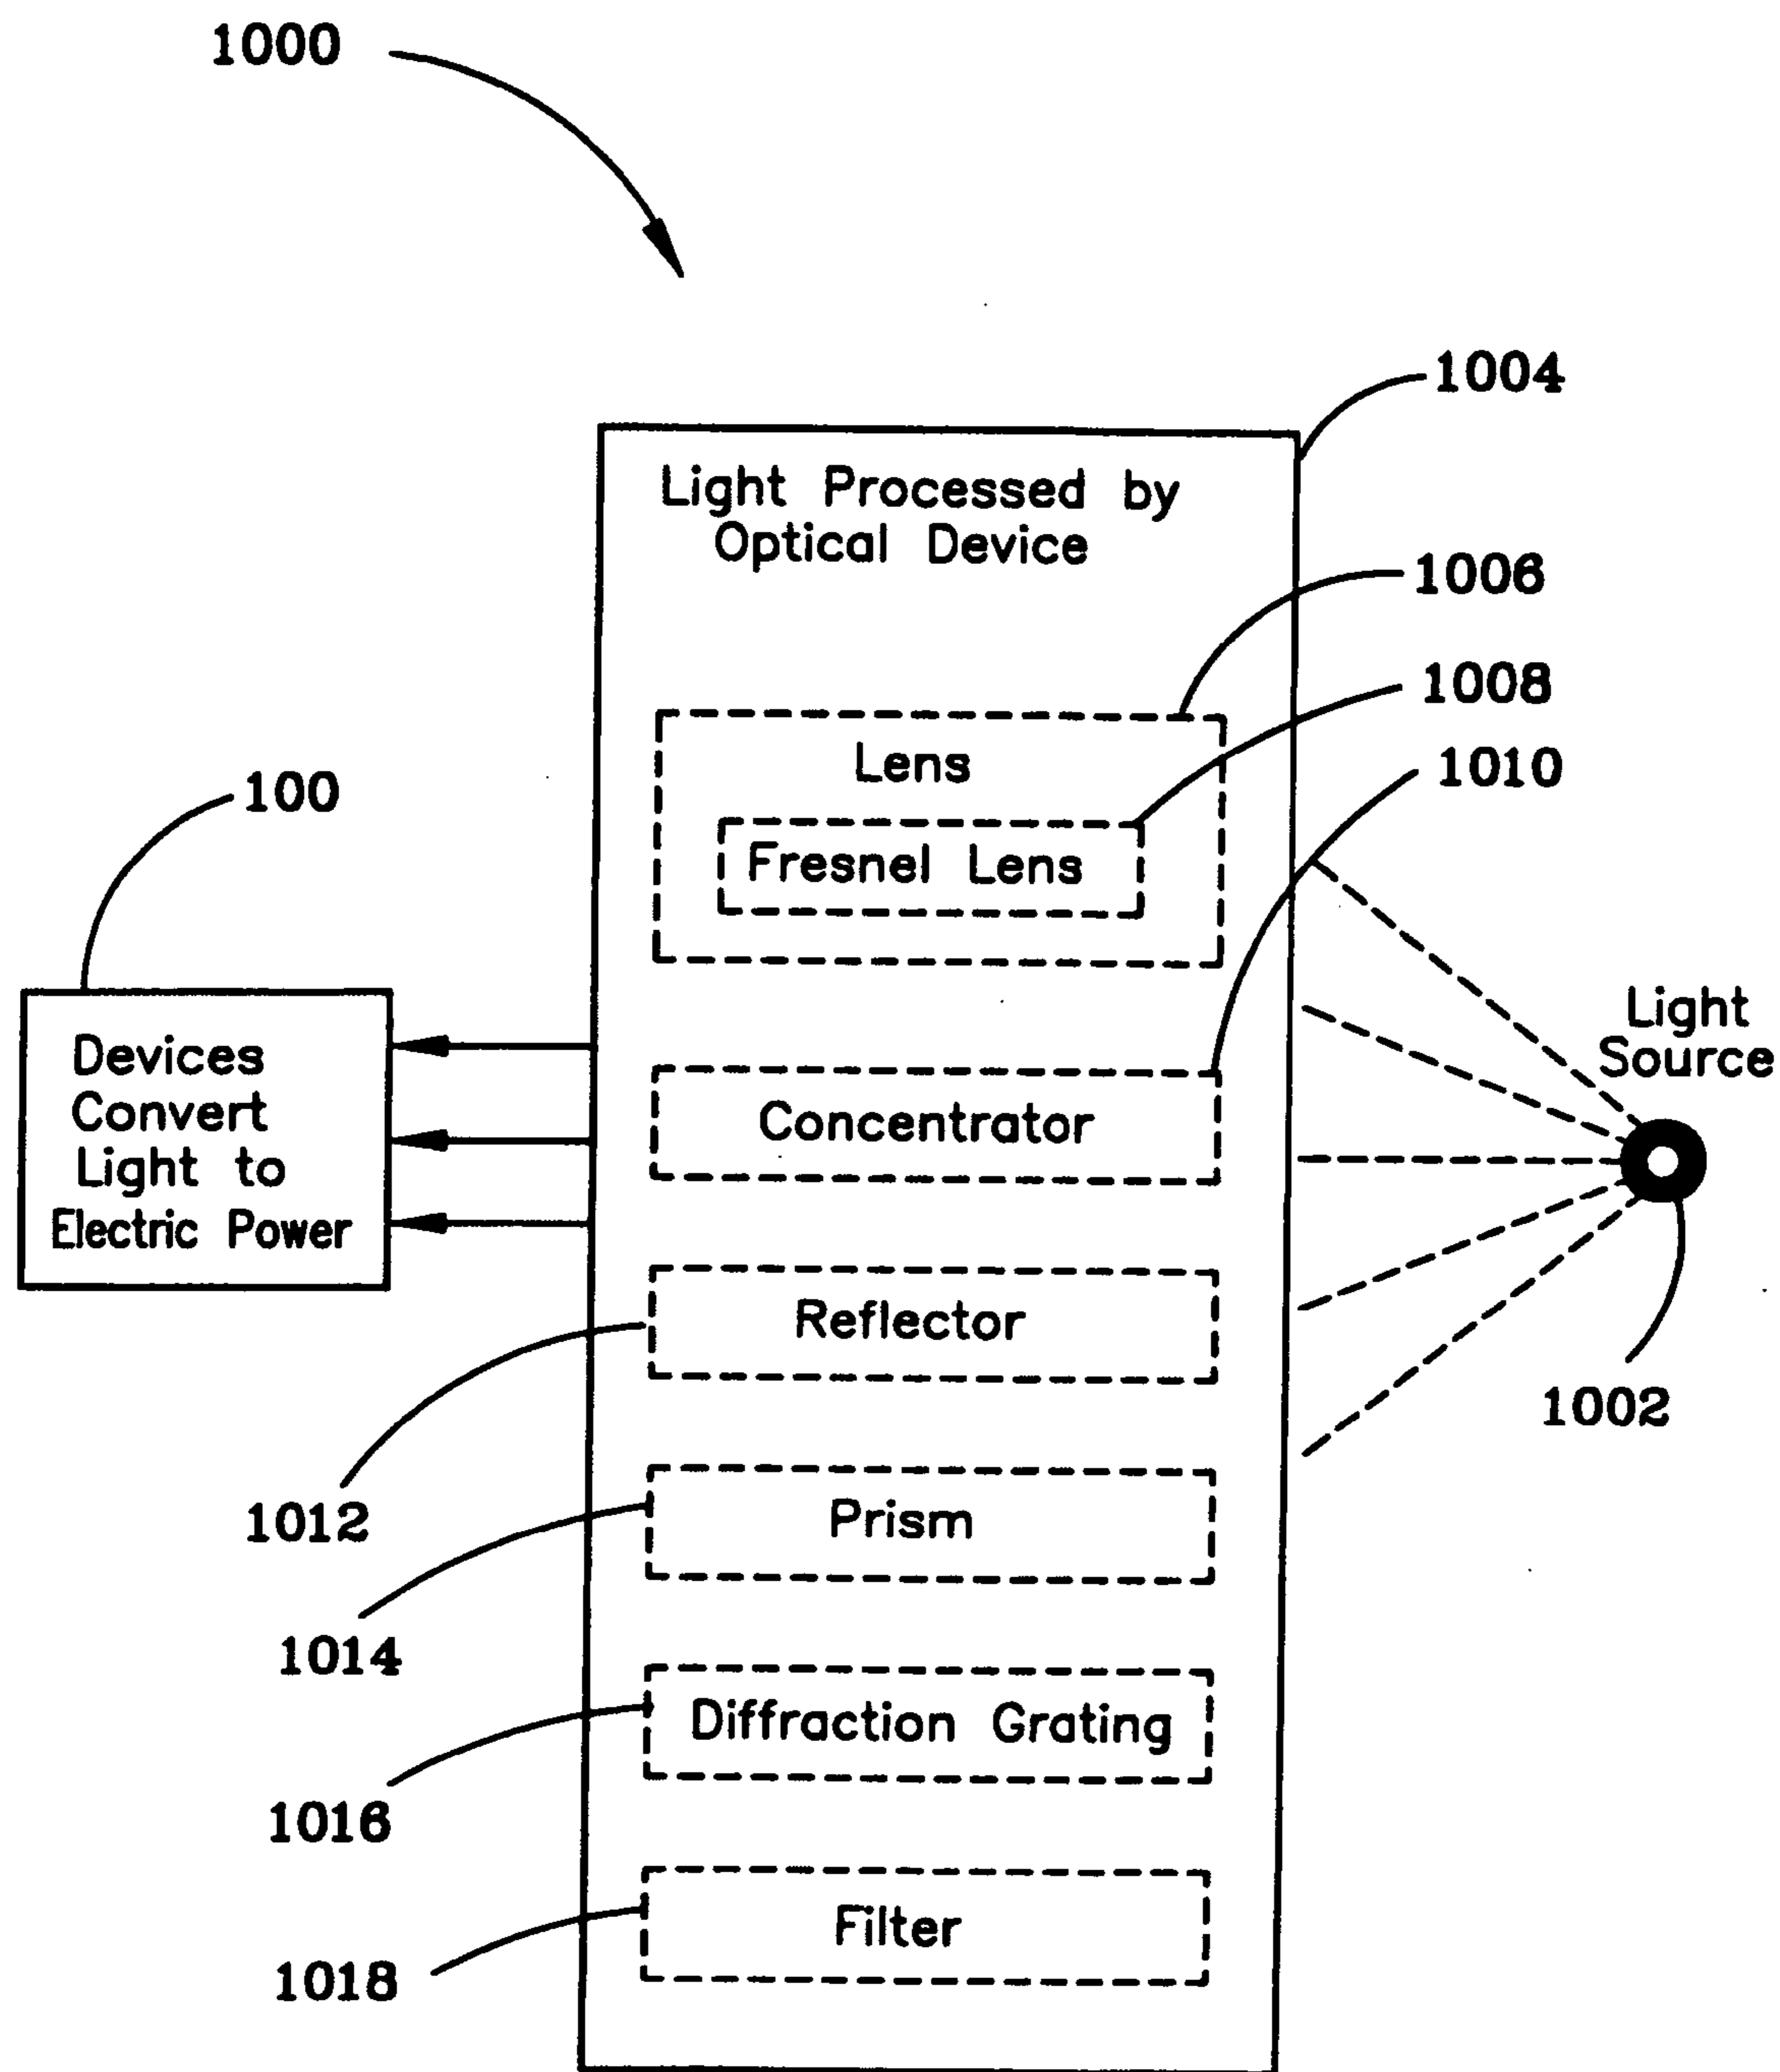 1000
1004
Light Processed by
Optical Device
1006
1008
Lens
1010
100
Fresnel Lens
Light
Source
Devices
Convert
Light to
Electric Power
Concentrator
Reflector
1002
1012
Prism
1014
Diffraction Grating
1016
Filter
1018